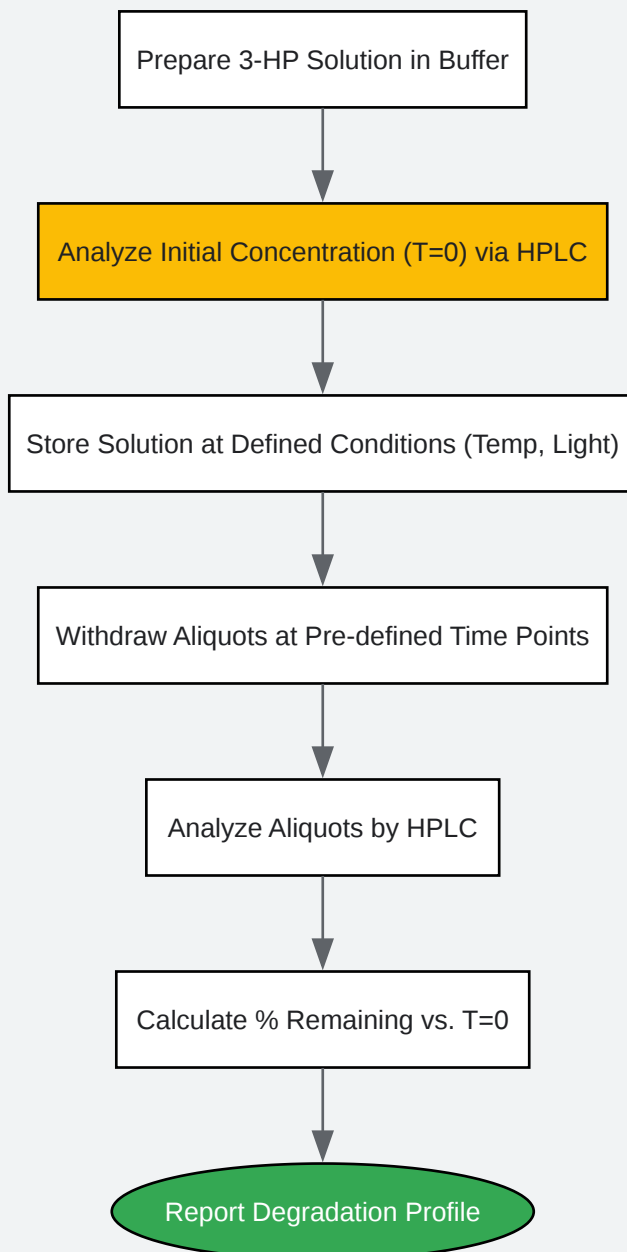 Prepare 3-HP Solution in Buffer
Analyze Initial Concentration (T=0) via HPLC
Store Solution at Defined Conditions (Temp, Light)
Withdraw Aliquots at Pre-defined Time Points
Analyze Aliquots by HPLC
Calculate % Remaining vs. T=0
Report Degradation Profile